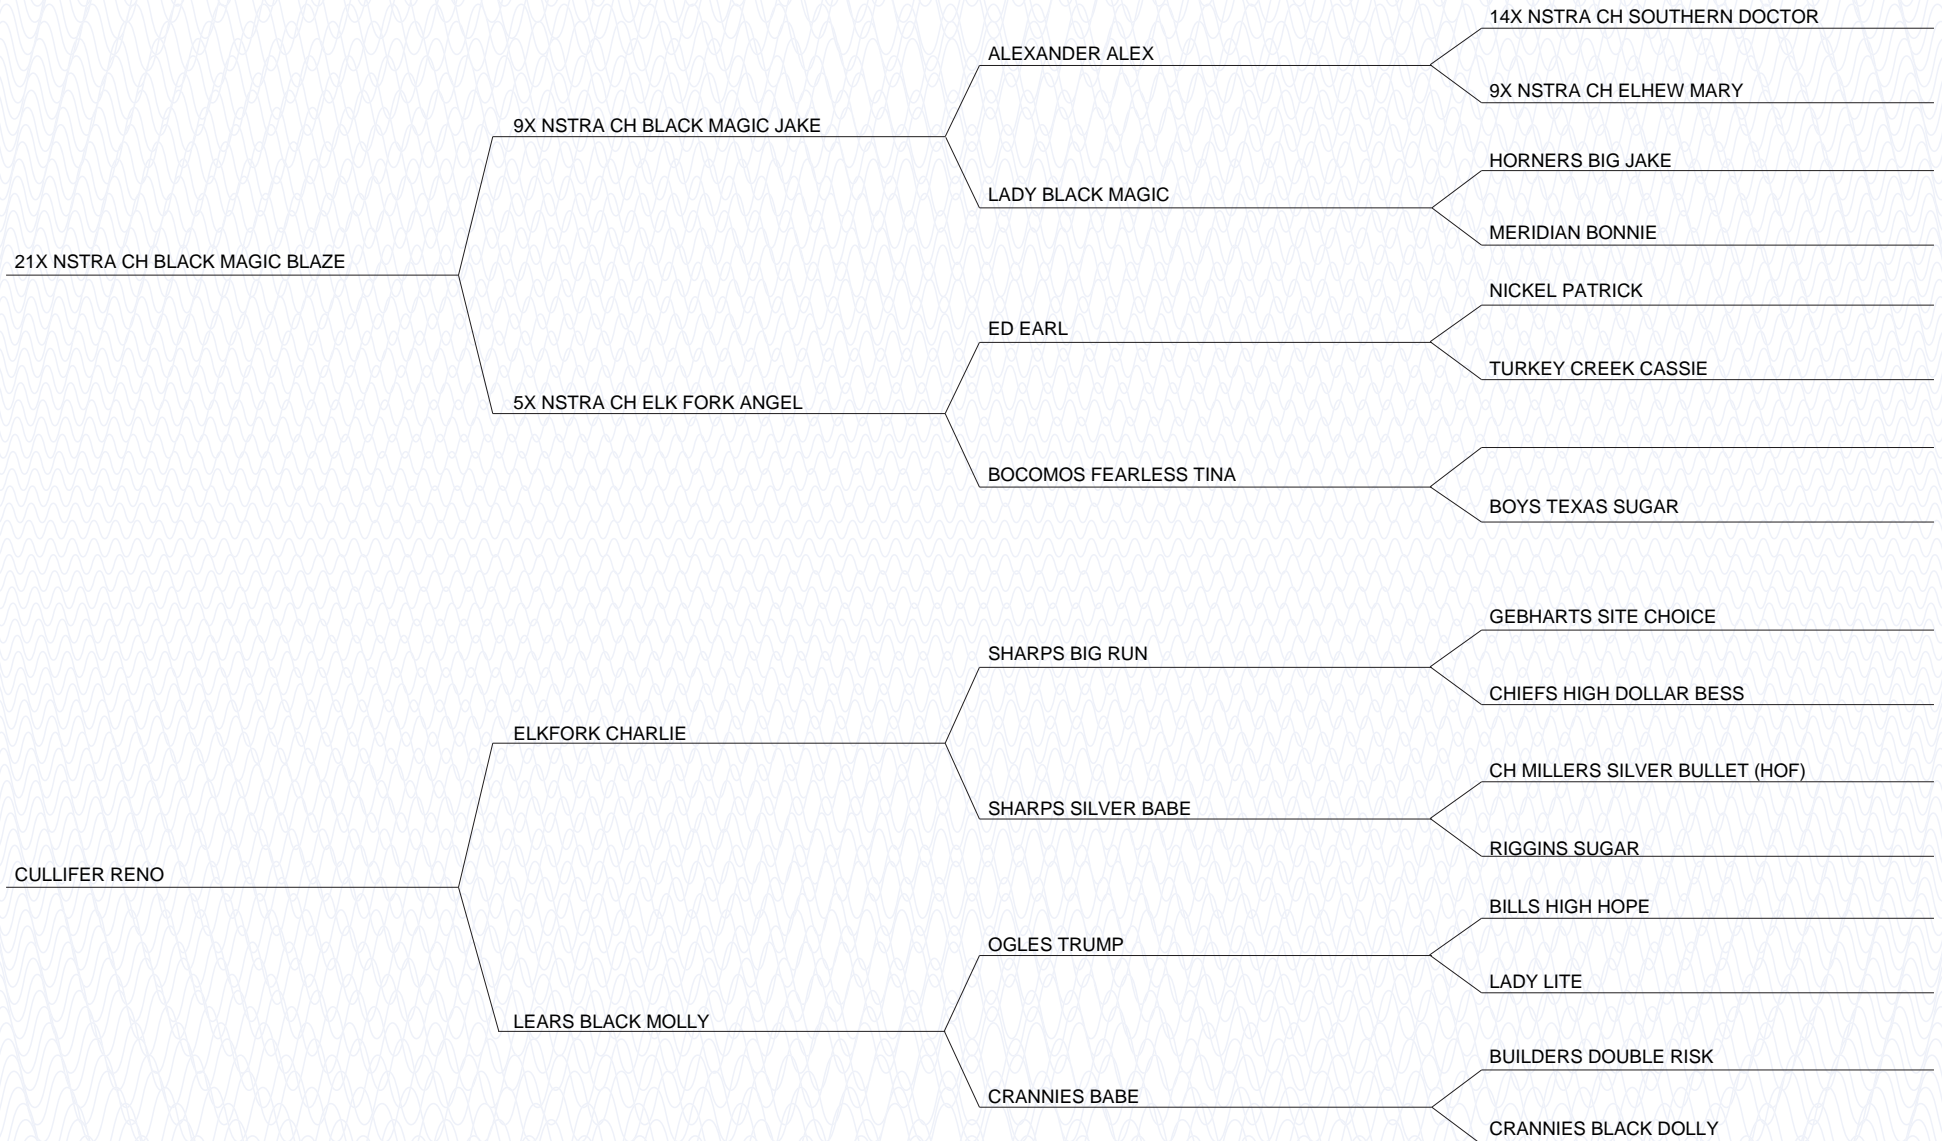 14X NSTRA CH SOUTHERN DOCTOR
ALEXANDER ALEX
9X NSTRA CH ELHEW MARY
9X NSTRA CH BLACK MAGIC JAKE
HORNERS BIG JAKE
LADY BLACK MAGIC
MERIDIAN BONNIE
21X NSTRA CH BLACK MAGIC BLAZE
NICKEL PATRICK
ED EARL
TURKEY CREEK CASSIE
5X NSTRA CH ELK FORK ANGEL
BOCOMOS FEARLESS TINA
BOYS TEXAS SUGAR
GEBHARTS SITE CHOICE
SHARPS BIG RUN
CHIEFS HIGH DOLLAR BESS
ELKFORK CHARLIE
CH MILLERS SILVER BULLET (HOF)
SHARPS SILVER BABE
RIGGINS SUGAR
CULLIFER RENO
BILLS HIGH HOPE
OGLES TRUMP
LADY LITE
LEARS BLACK MOLLY
BUILDERS DOUBLE RISK
CRANNIES BABE
CRANNIES BLACK DOLLY